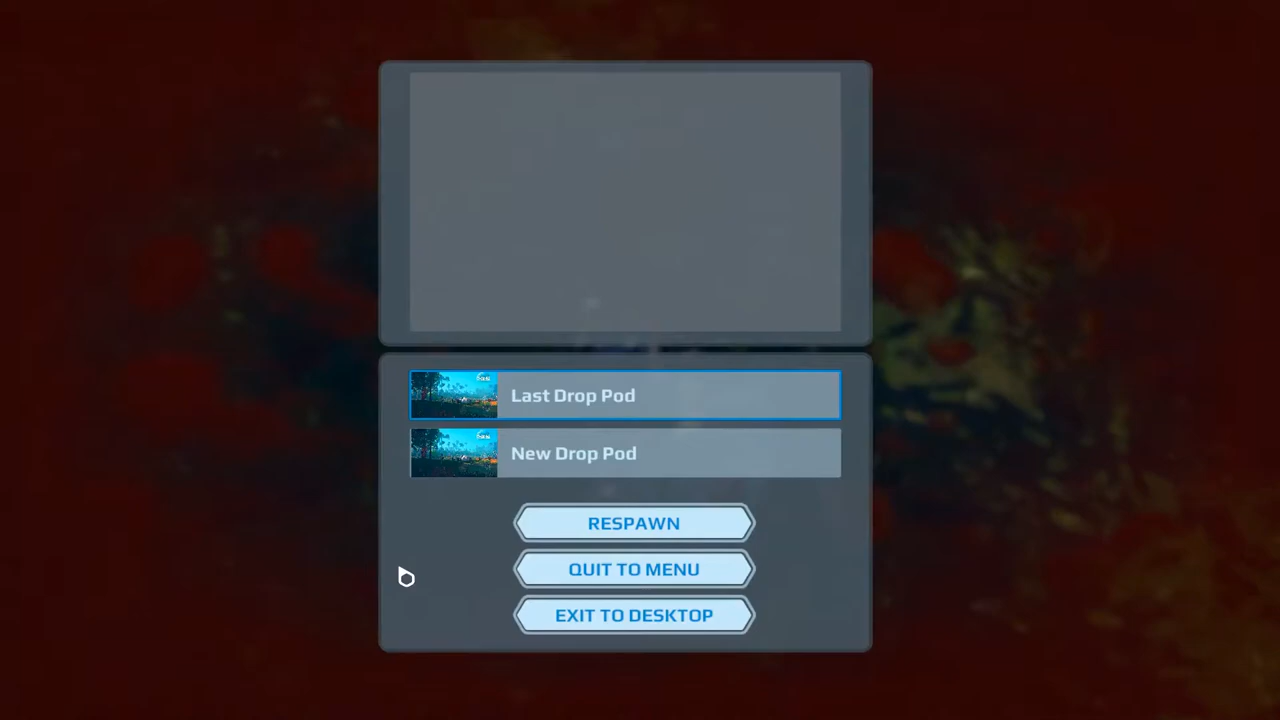 Last Drop Pod
New Drop Pod
RESPAWN
QUIT TO MENU
EXIT TO DESKTOP